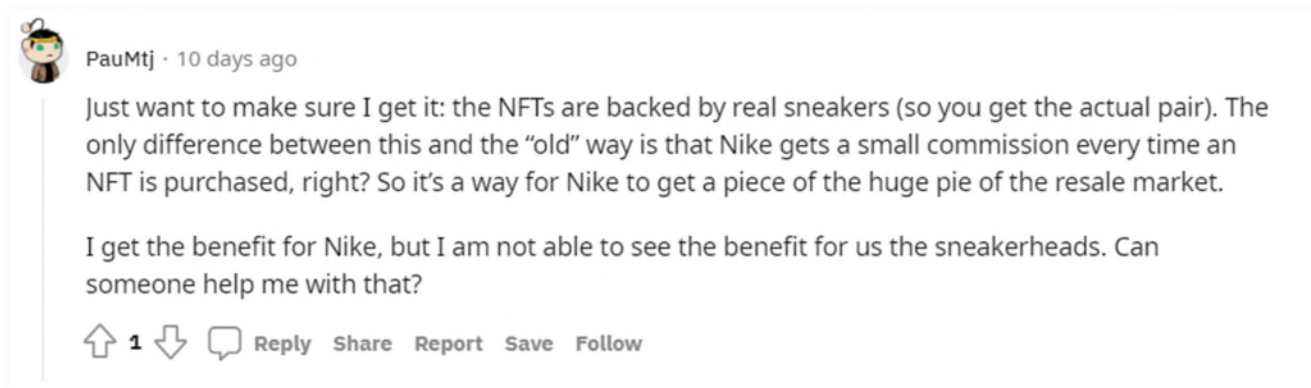 PauMtj · 10 days ago
Just want to make sure I get it: the NFTs are backed by real sneakers (so you get the actual pair). The
only difference between this and the “old” way is that Nike gets a small commission every time an
NFT is purchased, right? So it’s a way for Nike to get a piece of the huge pie of the resale market.
I get the benefit for Nike, but I am not able to see the benefit for us the sneakerheads. Can
someone help me with that?
1 Reply Share Report Save Follow